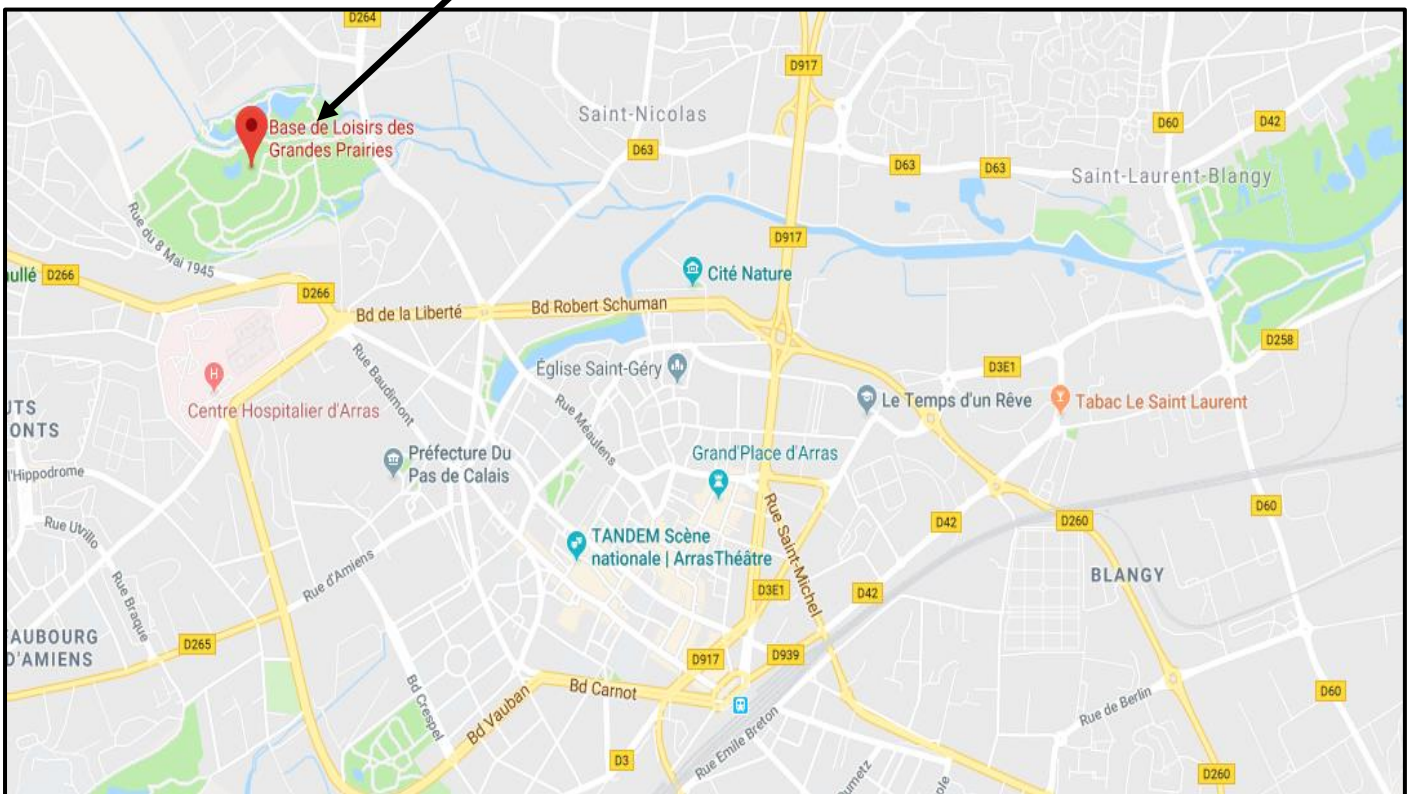 D264
D917
Base de Loisirs des
Grandes Prairies
Saint-Nicolas
D60
D42
D63
D63
D63
Saint-Laurent-Blangy
Rue du 8 Mai 1945
D917
ullé
D266
Cité Nature
D266
Bd de la Liberté
Bd Robert Schuman
D258
Église Saint-Géry
D3E1
Rue Baudimont
H
Centre Hospitalier d'Arras
Le Temps d'un Rêve
Tabac Le Saint Laurent
Rue Méaulens
UTS
ONTS
Préfecture Du
Pas de Calais
Grand'Place d'Arras
l'Hippodrome
D60
Rue Uvillo
D42
D260
TANDEM Scène
nationale | ArrasThéâtre
Rue Saint-Michel
Rue d'Amiens
BLANGY
Rue Braque
D3E1
D42
AUBOURG
D'AMIENS
D265
D917
D939
Bd Crespel
Bd Vauban
Bd Carnot
D60
Rue de Berlin
Rue Emile Breton
D3
umetz
ole
D260